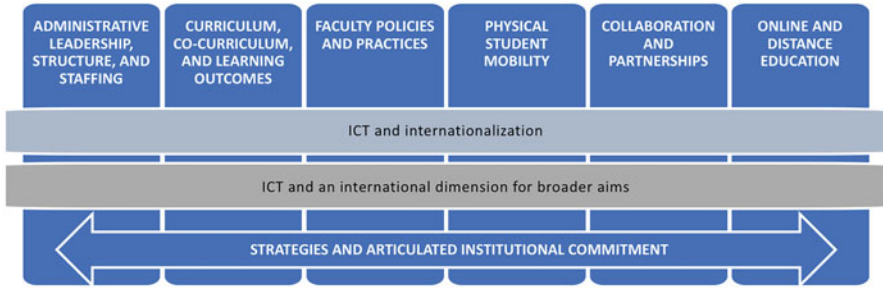 ADMINISTRATIVE
LEADERSHIP,
STRUCTURE, AND
STAFFING
CURRICULUM,
CO-CURRICULUM,
AND LEARNING
OUTCOMES
FACULTY POLICIES
AND PRACTICES
PHYSICAL
STUDENT
MOBILITY
COLLABORATION
AND
PARTNERSHIPS
ONLINE AND
DISTANCE
EDUCATION
ICT and internationalization
ICT and an international dimension for broader aims
STRATEGIES AND ARTICULATED INSTITUTIONAL COMMITMENT